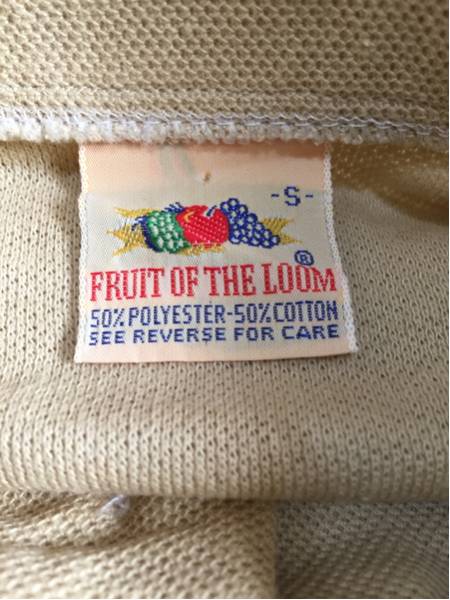 -S-
FRUIT OF THE LOOM®
50% POLYESTER-50% COTTON
SEE REVERSE FOR CARE